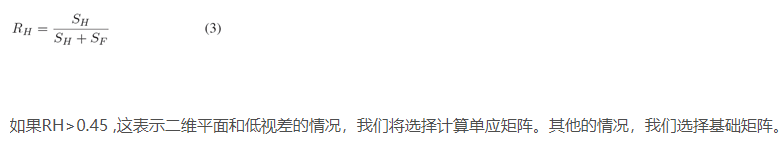 R_H = \frac{S_H}{S_H + S_F} (3)
如果RH>0.45 ,这表示二维平面和低视差的情况，我们将选择计算单应矩阵。其他的情况，我们选择基础矩阵。